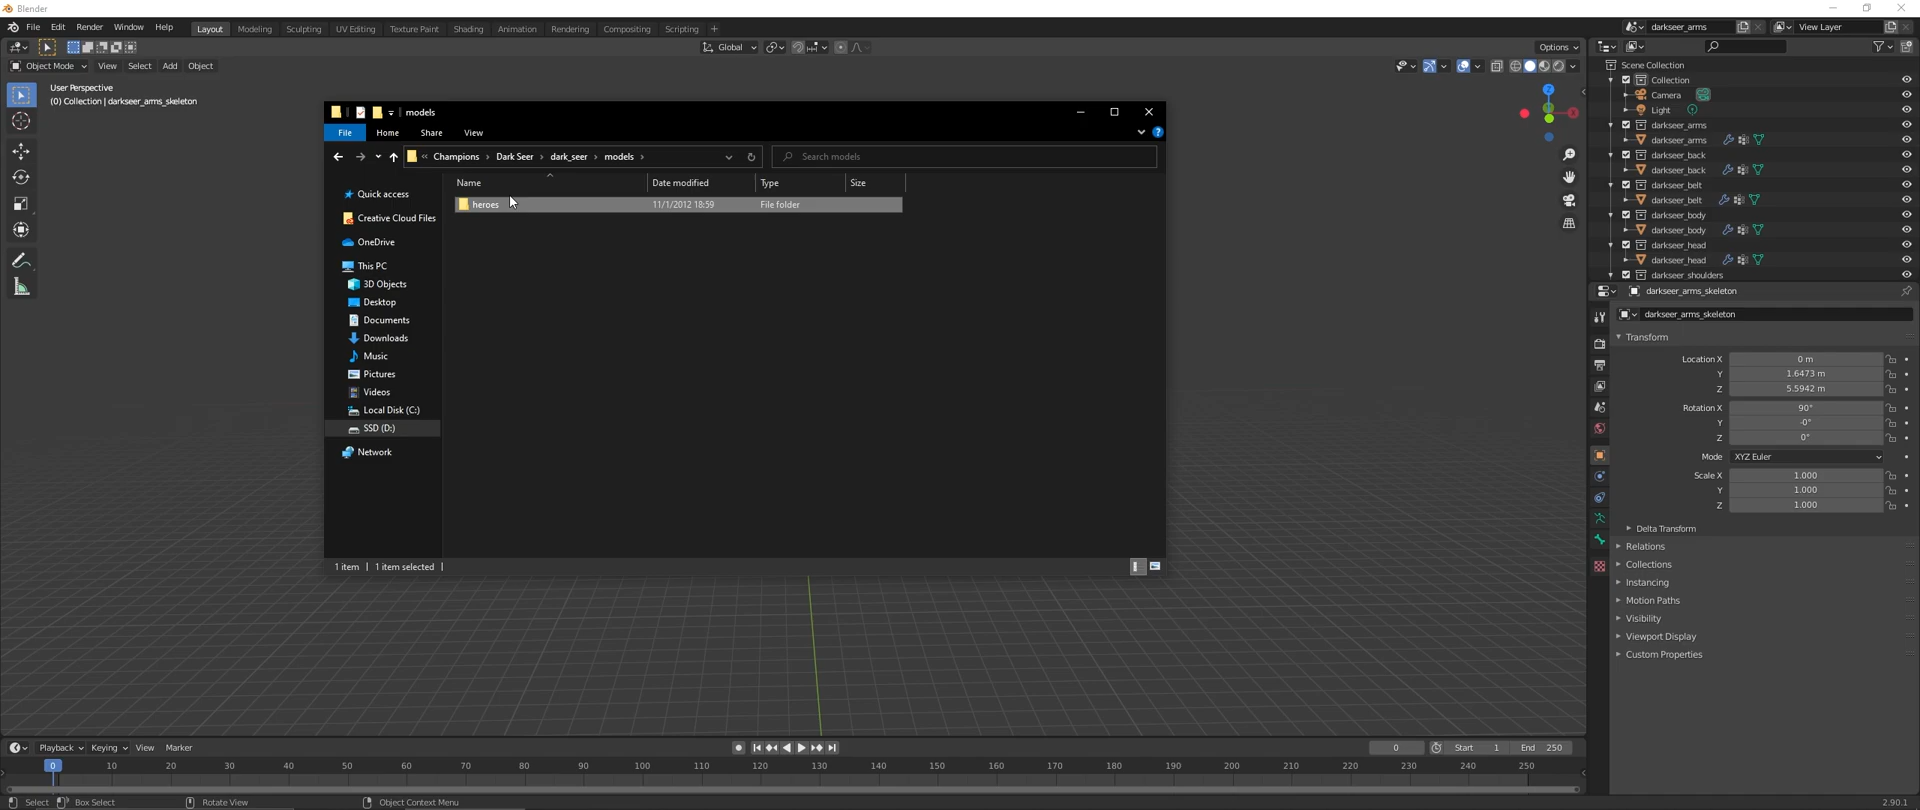 Blender
File Edit Render Window Help Layout Modeling Sculpting UV Editing Texture Paint Shading Animation Rendering Compositing Scripting +
darkseer_arms View Layer
Global Options
Object Mode View Select Add Object
User Perspective
(0) Collection | darkseer_arms_skeleton
Z
X
models
File Home Share View
« Champions › Dark Seer › dark_seer › models › Search models
Name Date modified Type Size
heroes 11/1/2012 18:59 File folder
Quick access
Creative Cloud Files
OneDrive
This PC
3D Objects
Desktop
Documents
Downloads
Music
Pictures
Videos
Local Disk (C:)
SSD (D:)
Network
1 item 1 item selected
Scene Collection
Collection
Camera
Light
darkseer_arms
darkseer_arms
darkseer_back
darkseer_back
darkseer_belt
darkseer_belt
darkseer_body
darkseer_body
darkseer_head
darkseer_head
darkseer_shoulders
darkseer_arms_skeleton
darkseer_arms_skeleton
Transform
Location X 0 m
Y 1.6473 m
Z 5.5942 m
Rotation X 90°
Y -0°
Z 0°
Mode XYZ Euler
Scale X 1.000
Y 1.000
Z 1.000
Delta Transform
Relations
Collections
Instancing
Motion Paths
Visibility
Viewport Display
Custom Properties
Playback Keying View Marker 0 Start 1 End 250
0 10 20 30 40 50 60 70 80 90 100 110 120 130 140 150 160 170 180 190 200 210 220 230 240 250
Select Box Select Rotate View Object Context Menu 2.90.1